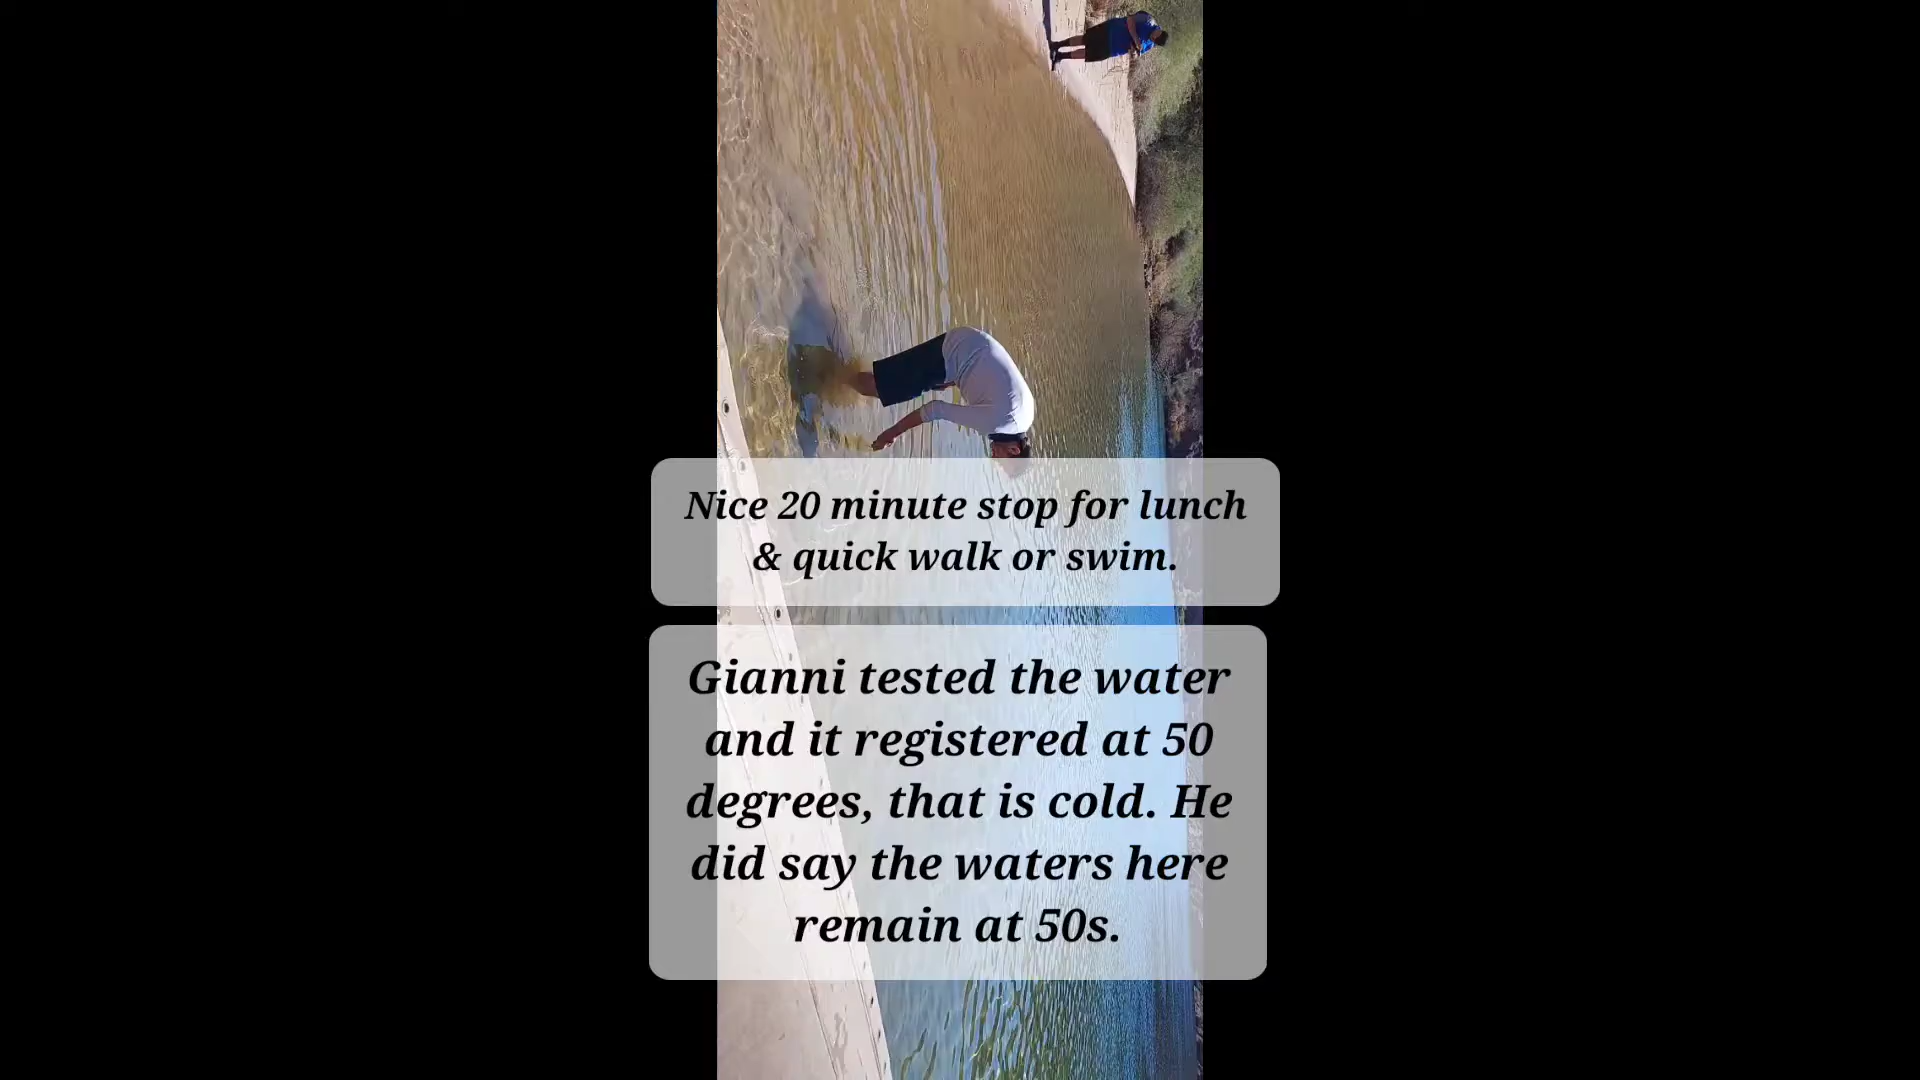 Nice 20 minute stop for lunch
& quick walk or swim.
Gianni tested the water
and it registered at 50
degrees, that is cold. He
did say the waters here
remain at 50s.